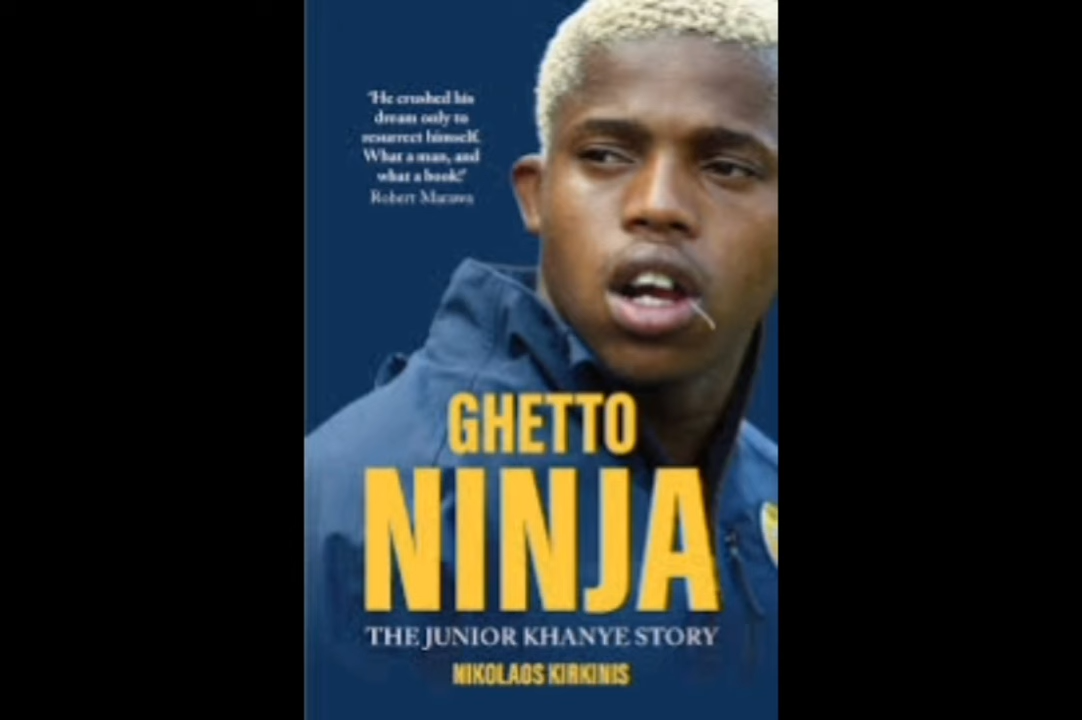 "He crushed his
dream only to
resurrect himself.
What a man, and
what a book!"
Robert Marawa
GHETTO
NINJA
THE JUNIOR KHANYE STORY
NIKOLAOS KIRKINIS